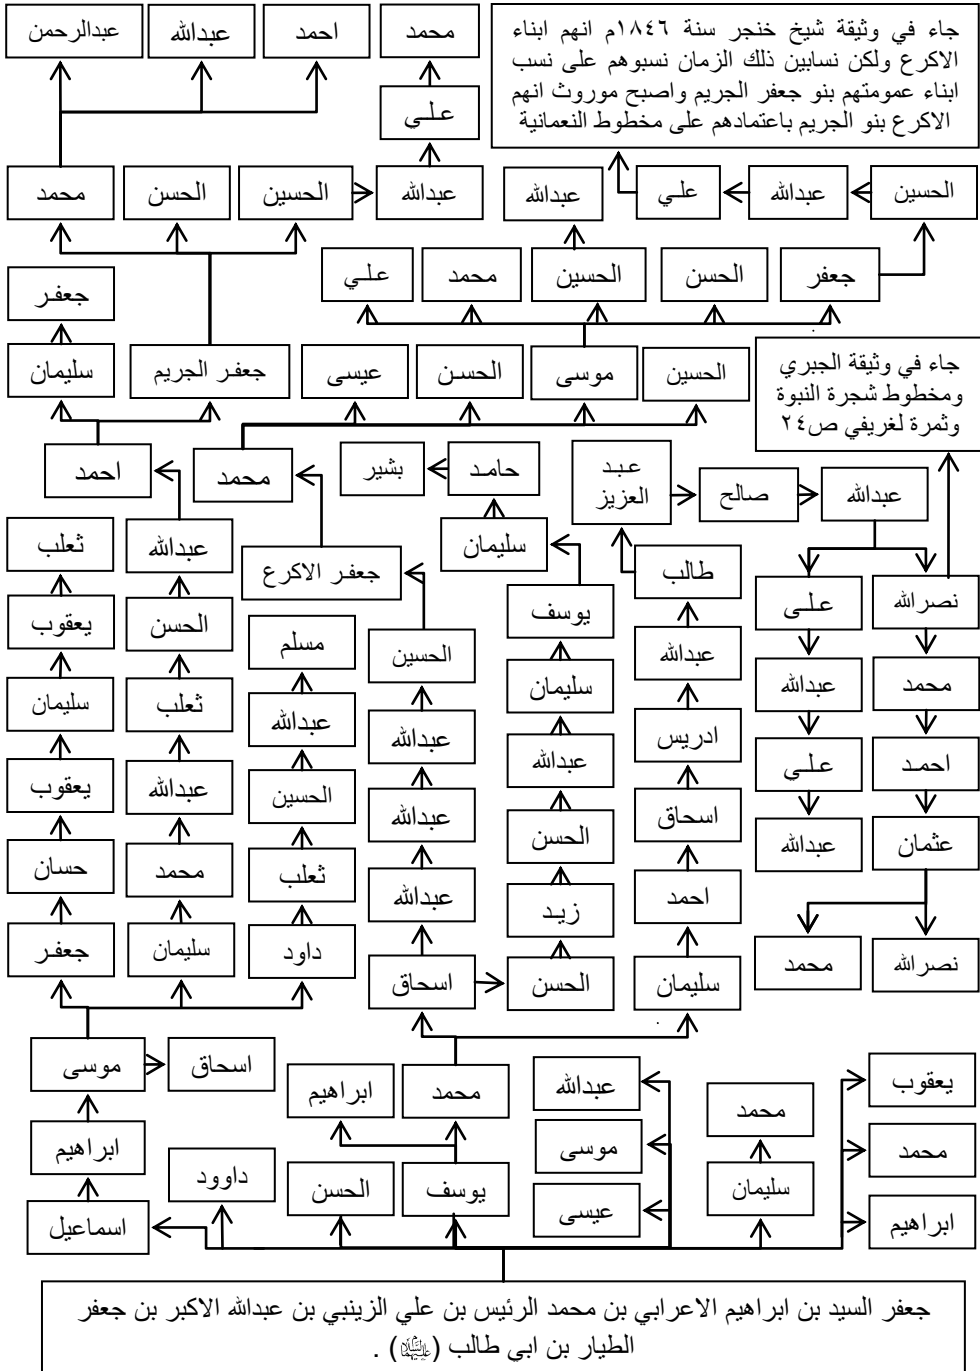 عبدالرحمن
عبدالله
احمد
محمد
جاء في وثيقة شيخ خنجر سنة ١٨٤٦م انهم ابناء
الاكرع ولكن نسابين ذلك الزمان نسبوهم على نسب
ابناء عمومتهم بنو جعفر الجريم واصبح موروث انهم
الاكرع بنو الجريم باعتمادهم على مخطوط النعمانية
علي
محمد
الحسن
الحسين
عبدالله
عبدالله
علي
عبدالله
الحسين
جعفر
علي
محمد
الحسين
الحسن
جعفر
سليمان
جعفر الجريم
عيسى
الحسن
موسى
الحسين
جاء في وثيقة الجبري
ومخطوط شجرة النبوة
وثمرة لغريفي ص٢٤
احمد
محمد
بشير
حامد
عبد
العزيز
صالح
عبدالله
ثعلب
عبدالله
جعفر الاكرع
سليمان
طالب
علي
نصرالله
يعقوب
الحسن
مسلم
الحسين
يوسف
عبدالله
عبدالله
محمد
سليمان
ثعلب
عبدالله
عبدالله
سليمان
ادريس
علي
احمد
يعقوب
عبدالله
الحسين
عبدالله
عبدالله
اسحاق
عبدالله
عثمان
حسان
محمد
ثعلب
عبدالله
الحسن
احمد
جعفر
سليمان
داود
اسحاق
زيد
الحسن
سليمان
محمد
نصرالله
موسى
اسحاق
ابراهيم
محمد
عبدالله
محمد
يعقوب
ابراهيم
داوود
الحسن
يوسف
موسى
سليمان
محمد
اسماعيل
عيسى
ابراهيم
جعفر السيد بن ابراهيم الاعرابي بن محمد الرئيس بن علي الزينبي بن عبدالله الاكبر بن جعفر
الطيار بن ابي طالب (عليهما السلام) .